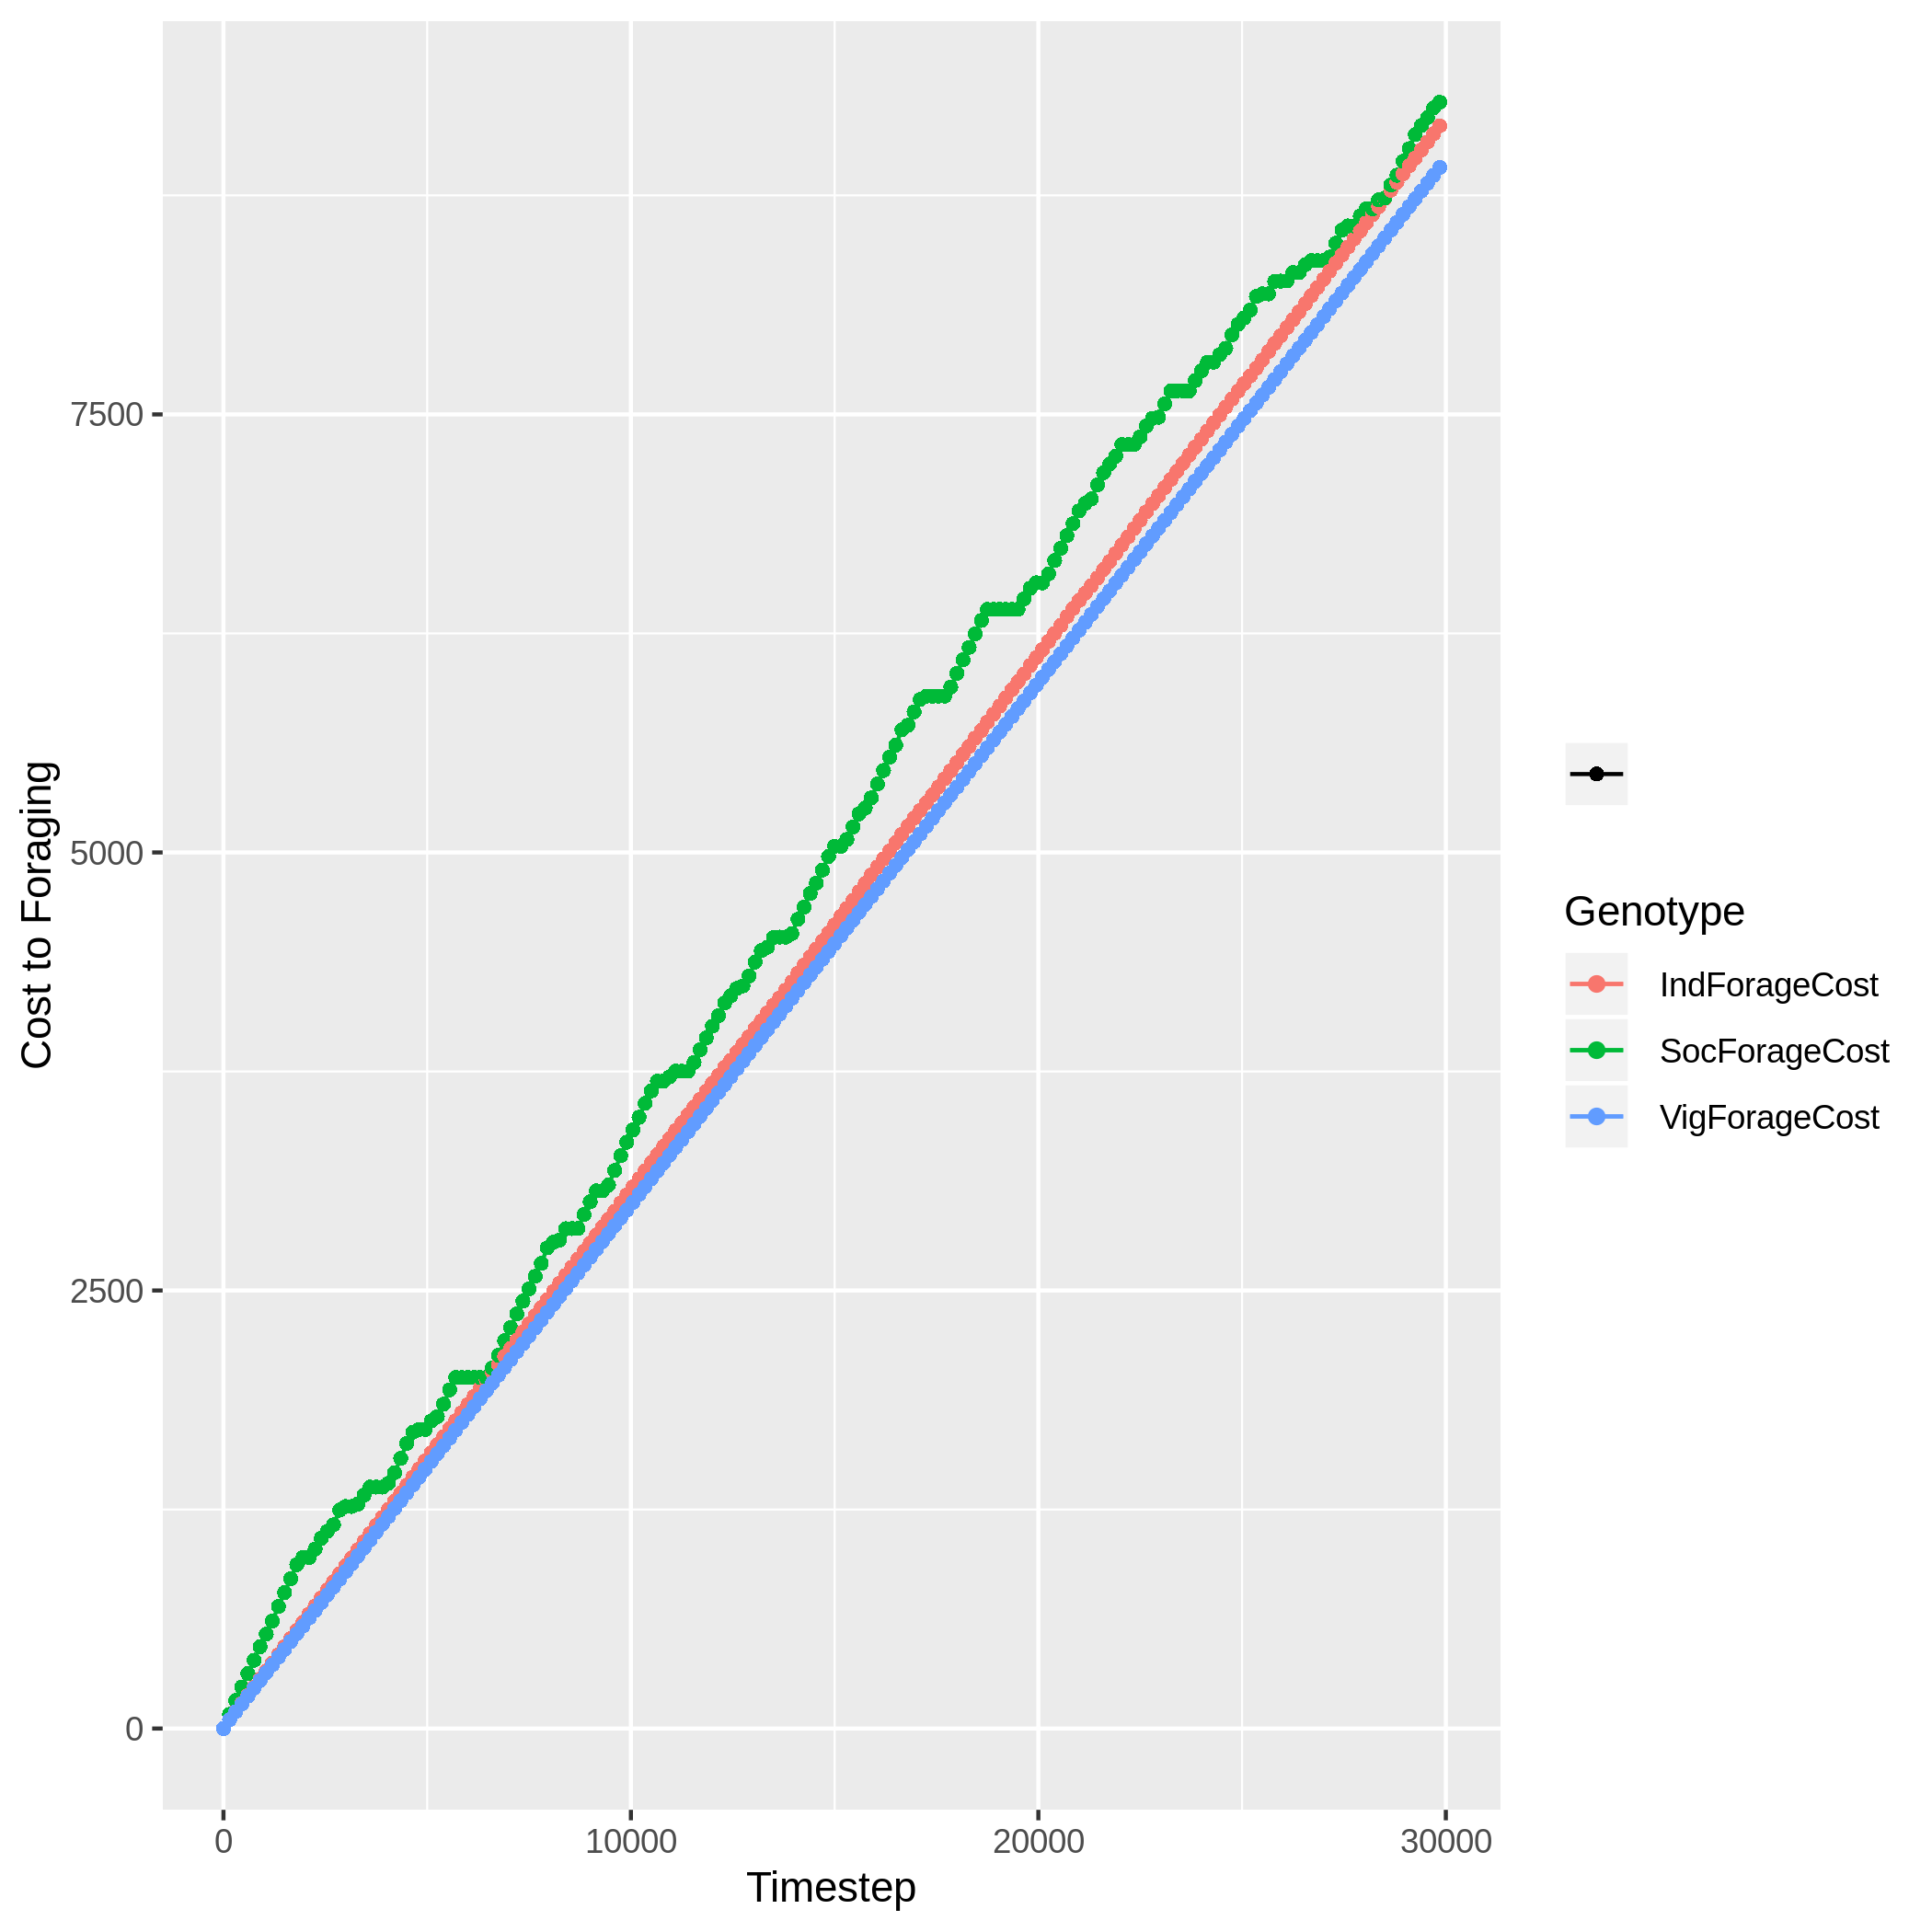 7500
5000
2500
0
Cost to Foraging
0
10000
20000
30000
Timestep
Genotype
IndForageCost
SocForageCost
VigForageCost